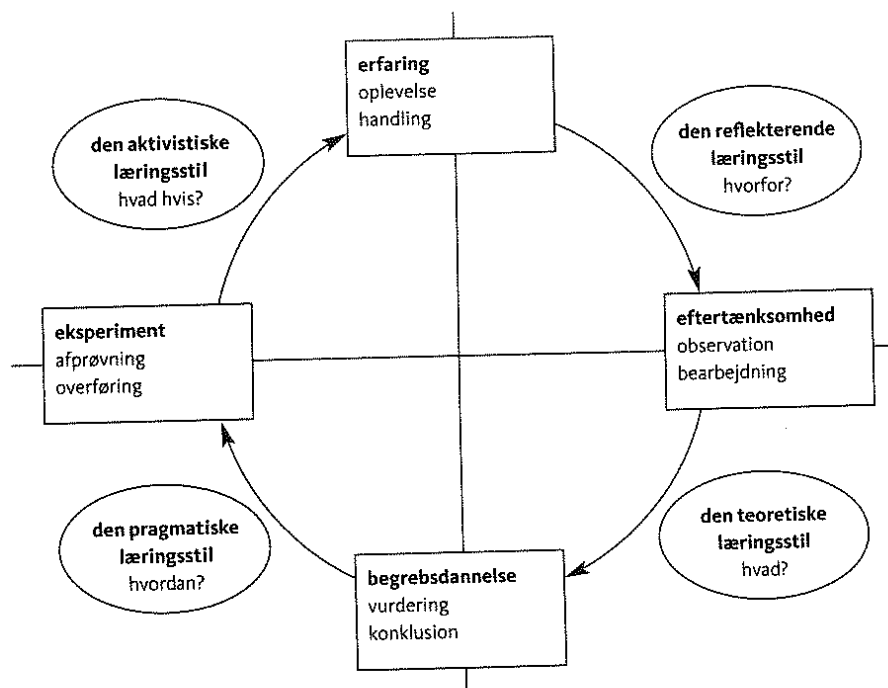 erfaring
oplevelse
handling
den aktivistiske
læringsstil
hvad hvis?
den reflekterende
læringsstil
hvorfor?
eksperiment
afprøvning
overføring
eftertænksomhed
observation
bearbejdning
den pragmatiske
læringsstil
hvordan?
den teoretiske
læringsstil
hvad?
begrebsdannelse
vurdering
konklusion